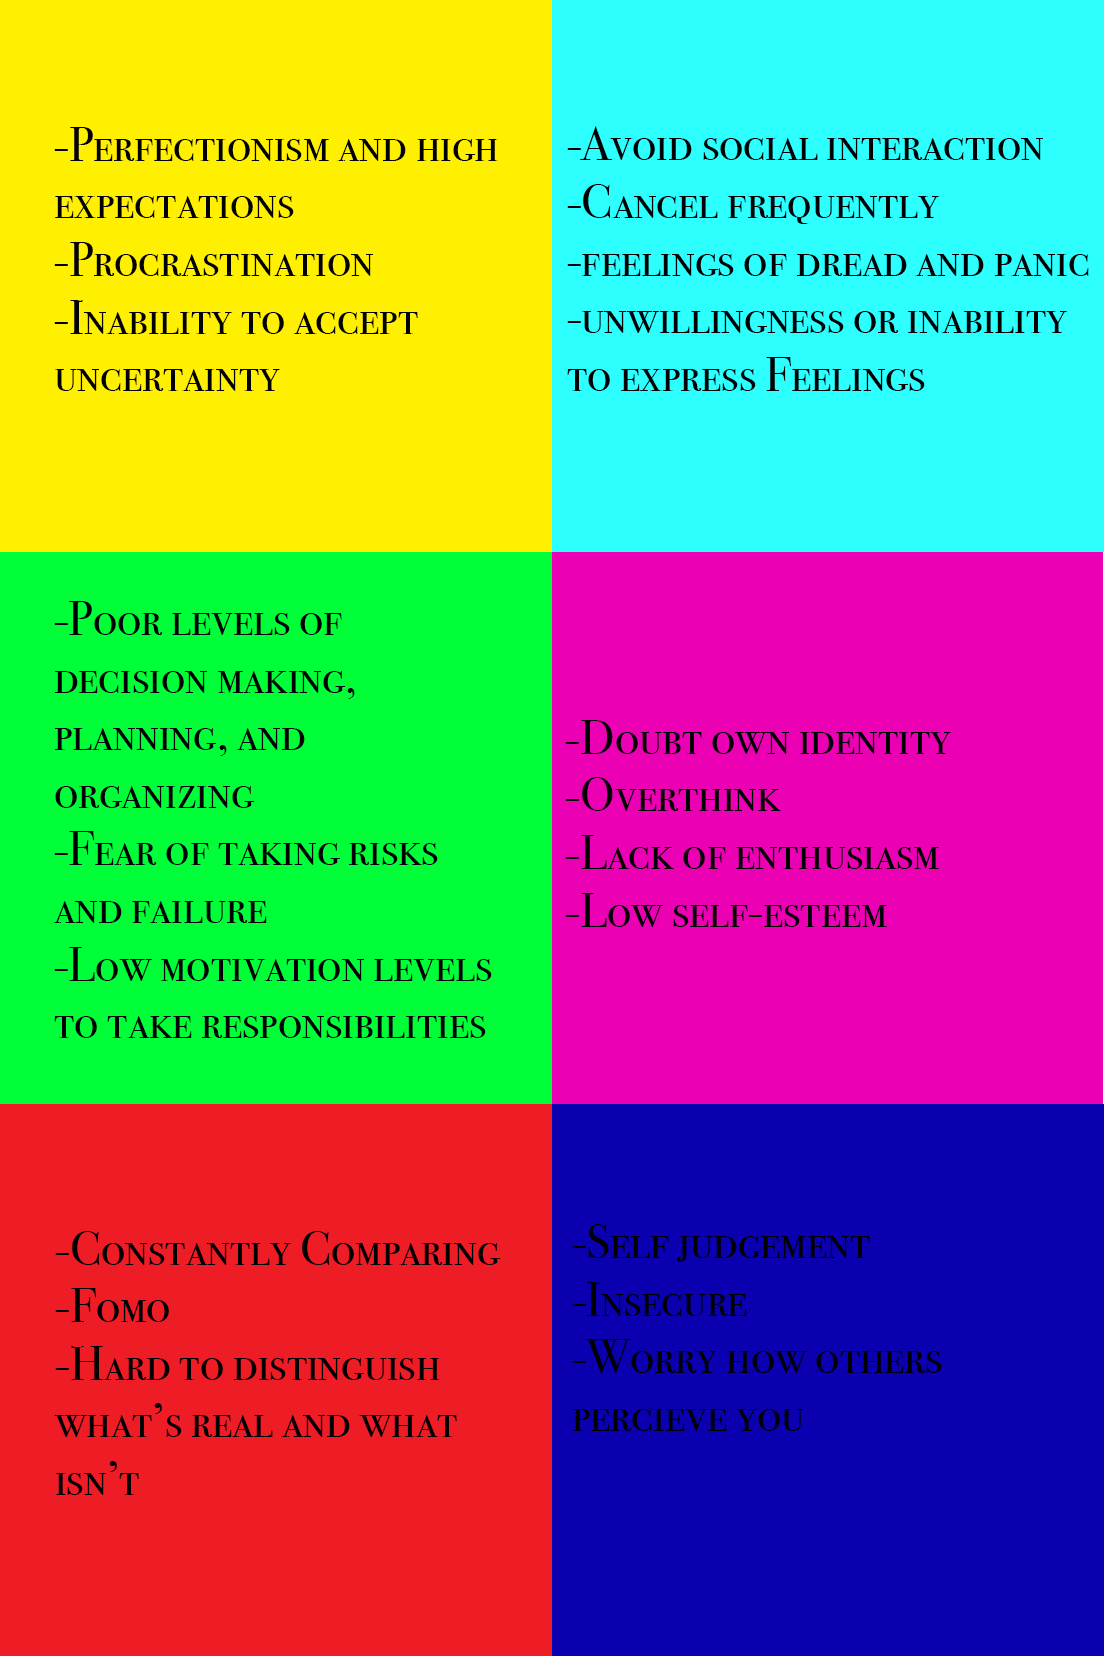 -Perfectionism and high
expectations
-Procrastination
-Inability to accept
uncertainty
-Avoid social interaction
-Cancel frequently
-feelings of dread and panic
-unwillingness or inability
to express Feelings
-Poor levels of
decision making,
planning, and
organizing
-Fear of taking risks
and failure
-Low motivation levels
to take responsibilities
-Doubt own identity
-Overthink
-Lack of enthusiasm
-Low self-esteem
-Constantly Comparing
-Fomo
-Hard to distinguish
what's real and what
isn't
-Self judgement
-Insecure
-Worry how others
percieve you